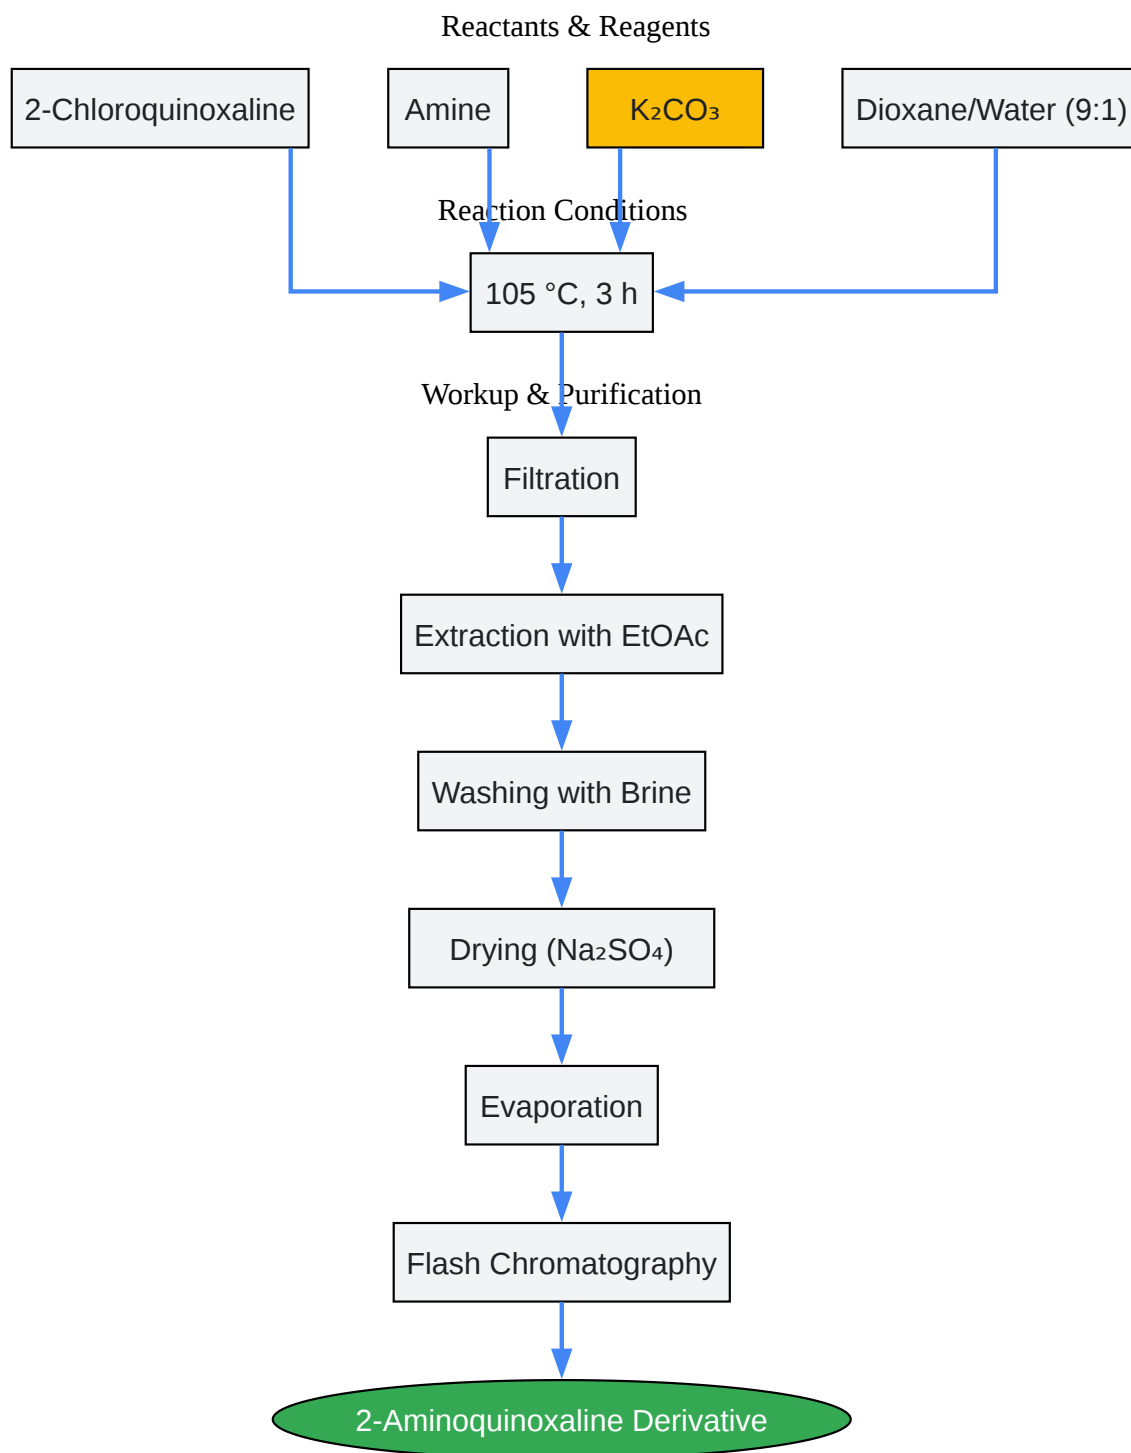 Reactants & Reagents
2-Chloroquinoxaline
Amine
K₂CO₃
Dioxane/Water (9:1)
Reaction Conditions
105 °C, 3 h
Workup & Purification
Filtration
Extraction with EtOAc
Washing with Brine
Drying (Na₂SO₄)
Evaporation
Flash Chromatography
2-Aminoquinoxaline Derivative